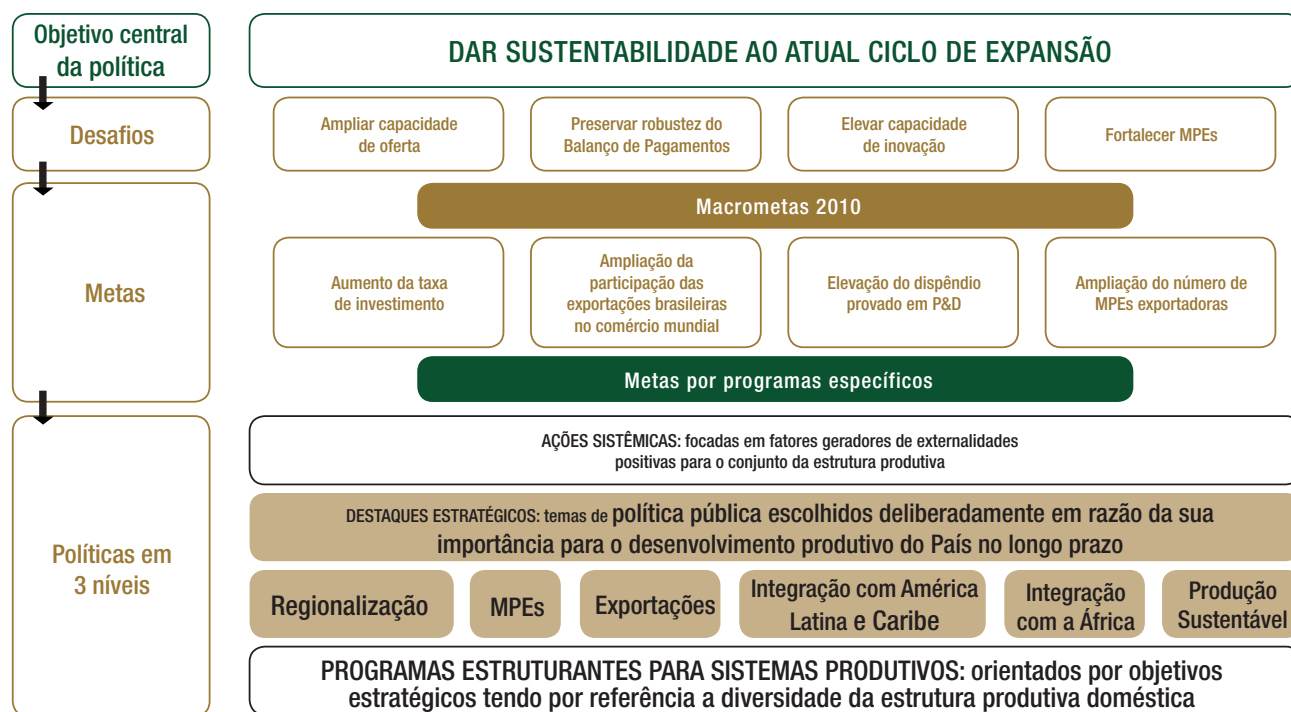 Objetivo central
da política
DAR SUSTENTABILIDADE AO ATUAL CICLO DE EXPANSÃO
Desafios
Ampliar capacidade
de oferta
Preservar robustez do
Balanço de Pagamentos
Elevar capacidade
de inovação
Fortalecer MPEs
Metas
Macrometas 2010
Aumento da taxa
de investimento
Ampliação da
participação das
exportações brasileiras
no comércio mundial
Elevação do dispêndio
provado em P&D
Ampliação do número de
MPEs exportadoras
Metas por programas específicos
Políticas em
3 níveis
AÇÕES SISTÊMICAS: focadas em fatores geradores de externalidades
positivas para o conjunto da estrutura produtiva
DESTAQUES ESTRATÉGICOS: temas de política pública escolhidos deliberadamente em razão da sua
importância para o desenvolvimento produtivo do País no longo prazo
Regionalização
MPEs
Exportações
Integração com América
Latina e Caribe
Integração
com a África
Produção
Sustentável
PROGRAMAS ESTRUTURANTES PARA SISTEMAS PRODUTIVOS: orientados por objetivos
estratégicos tendo por referência a diversidade da estrutura produtiva doméstica